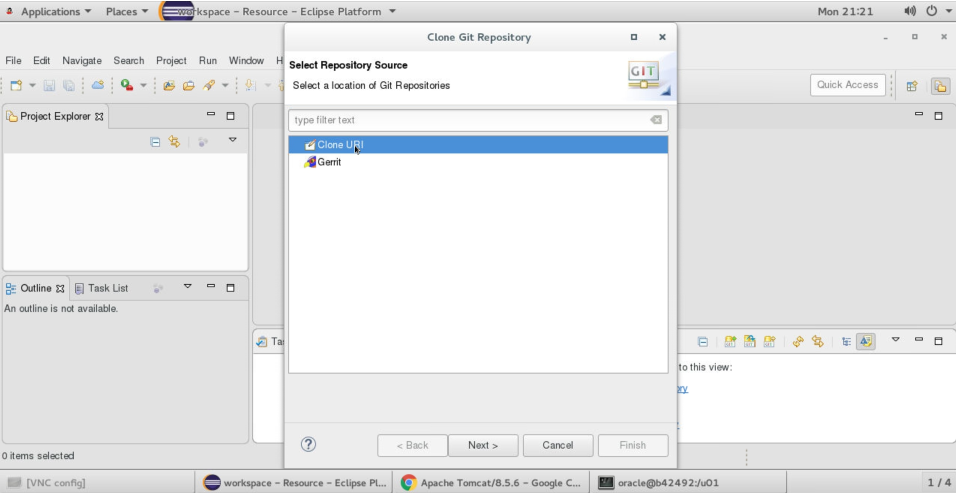 Applications
Places
workspace – Resource – Eclipse Platform
Mon 21:21
Clone Git Repository
File Edit Navigate Search Project Run Window H
Select Repository Source
Select a location of Git Repositories
GIT
Quick Access
Project Explorer
type filter text
Clone URI
Gerrit
Outline
Task List
An outline is not available.
Tas
to this view:
ory
< Back
Next >
Cancel
Finish
0 items selected
[VNC config]
workspace – Resource – Eclipse Pl...
Apache Tomcat/8.5.6 – Google C...
oracle@b42492:/u01
1 / 4